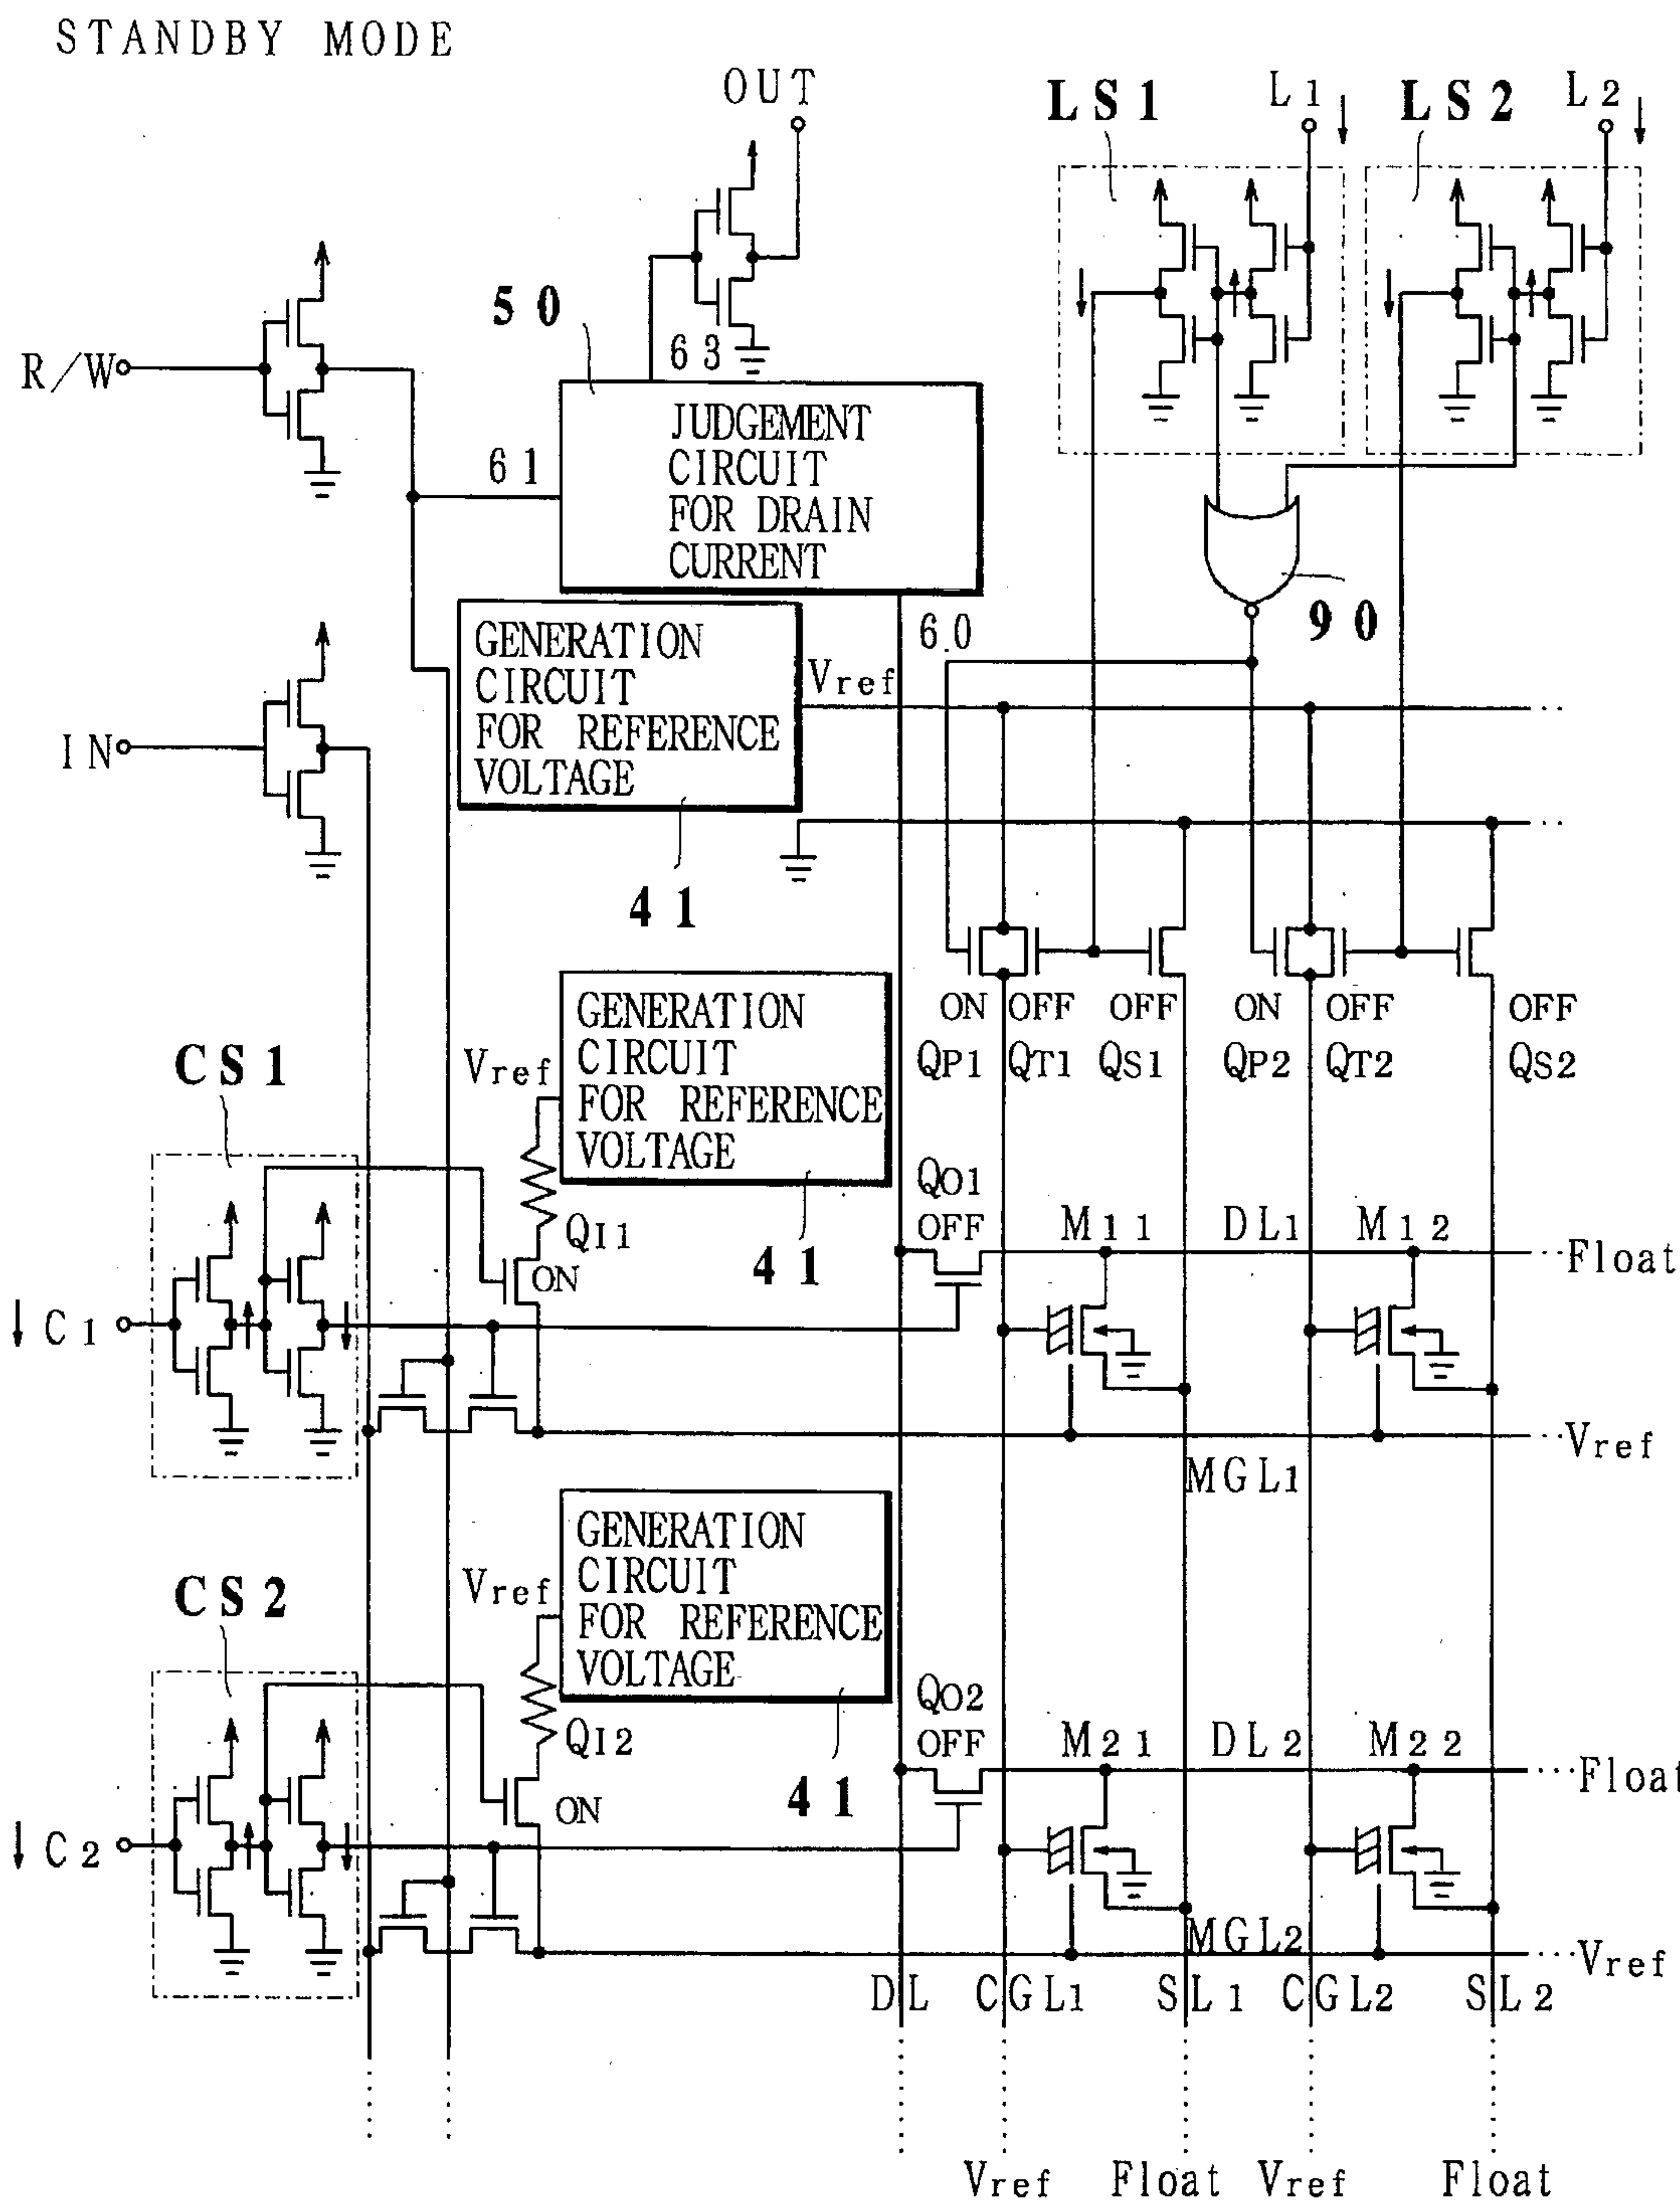 STANDBY MODE
OUT
LS1
L1
LS2
L2
50
63
R/W
61
JUDGEMENT
CIRCUIT
FOR DRAIN
CURRENT
60
90
GENERATION
CIRCUIT
FOR REFERENCE
VOLTAGE
Vref
IN
41
ON
OFF
OFF
ON
OFF
OFF
QP1
QT1
QS1
QP2
QT2
QS2
GENERATION
CIRCUIT
FOR REFERENCE
VOLTAGE
Vref
CS1
41
QI1
ON
QO1
OFF
M11
DL1
M12
Float
C1
Vref
MGL1
GENERATION
CIRCUIT
FOR REFERENCE
VOLTAGE
Vref
CS2
41
QI2
ON
QO2
OFF
M21
DL2
M22
Float
C2
MGL2
Vref
DL
CGL1
SL1
CGL2
SL2
Vref
Float
Vref
Float